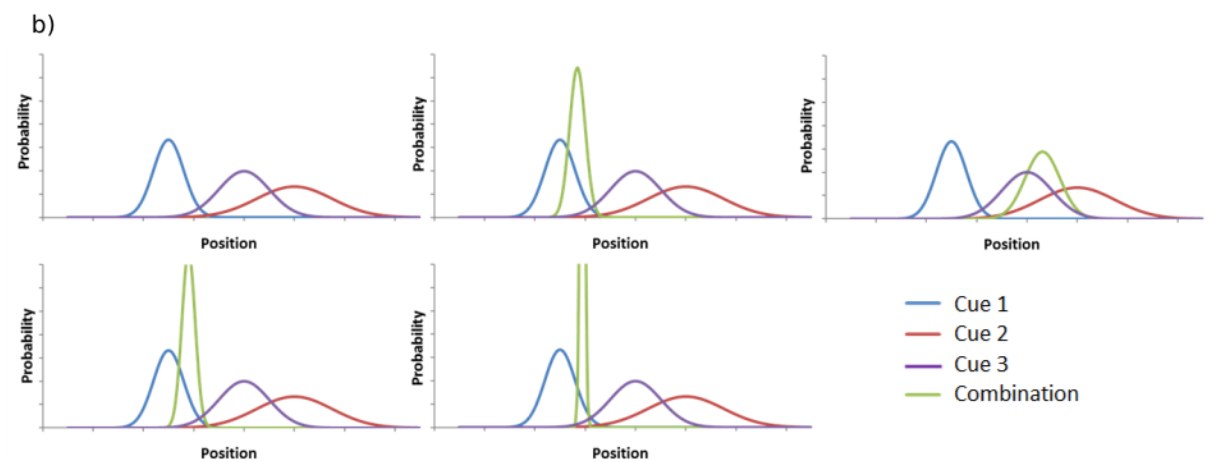 b)
Probability
Position
Probability
Position
Probability
Position
Probability
Position
Probability
Position
Cue 1
Cue 2
Cue 3
Combination